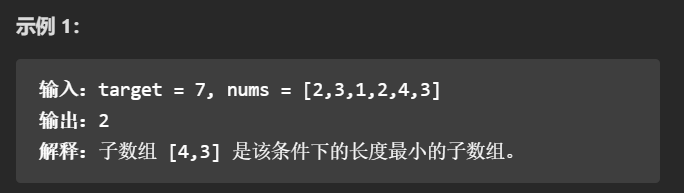 示例 1：
输入：target = 7, nums = [2,3,1,2,4,3]
输出：2
解释：子数组 [4,3] 是该条件下的长度最小的子数组。